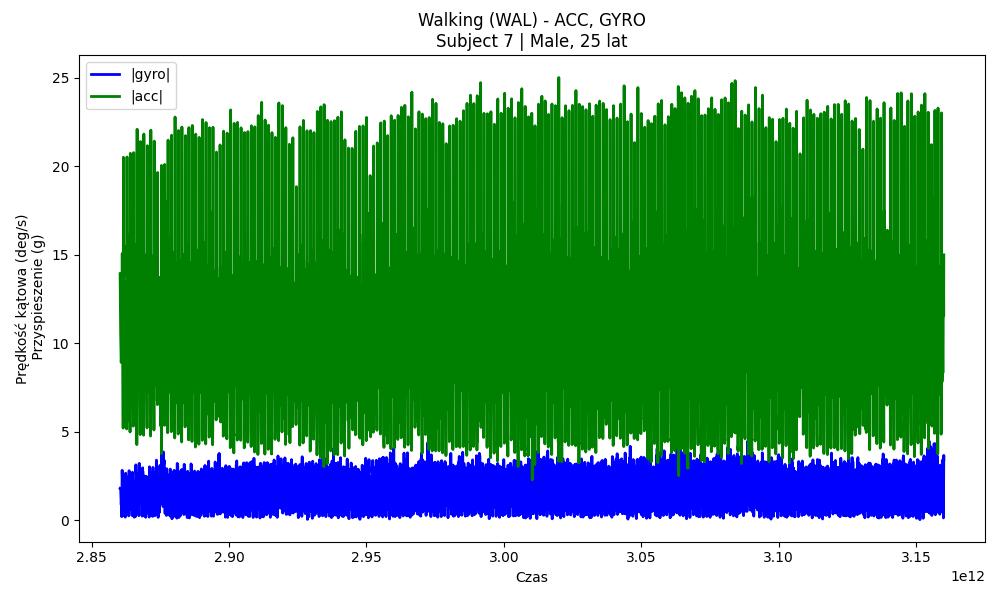 Walking (WAL) - ACC, GYRO
Subject 7 | Male, 25 lat
|gyro|
|acc|
Prędkość kątowa (deg/s)
Przyspieszenie (g)
25
20
15
10
5
0
2.85
2.90
2.95
3.00
3.05
3.10
3.15
1e12
Czas